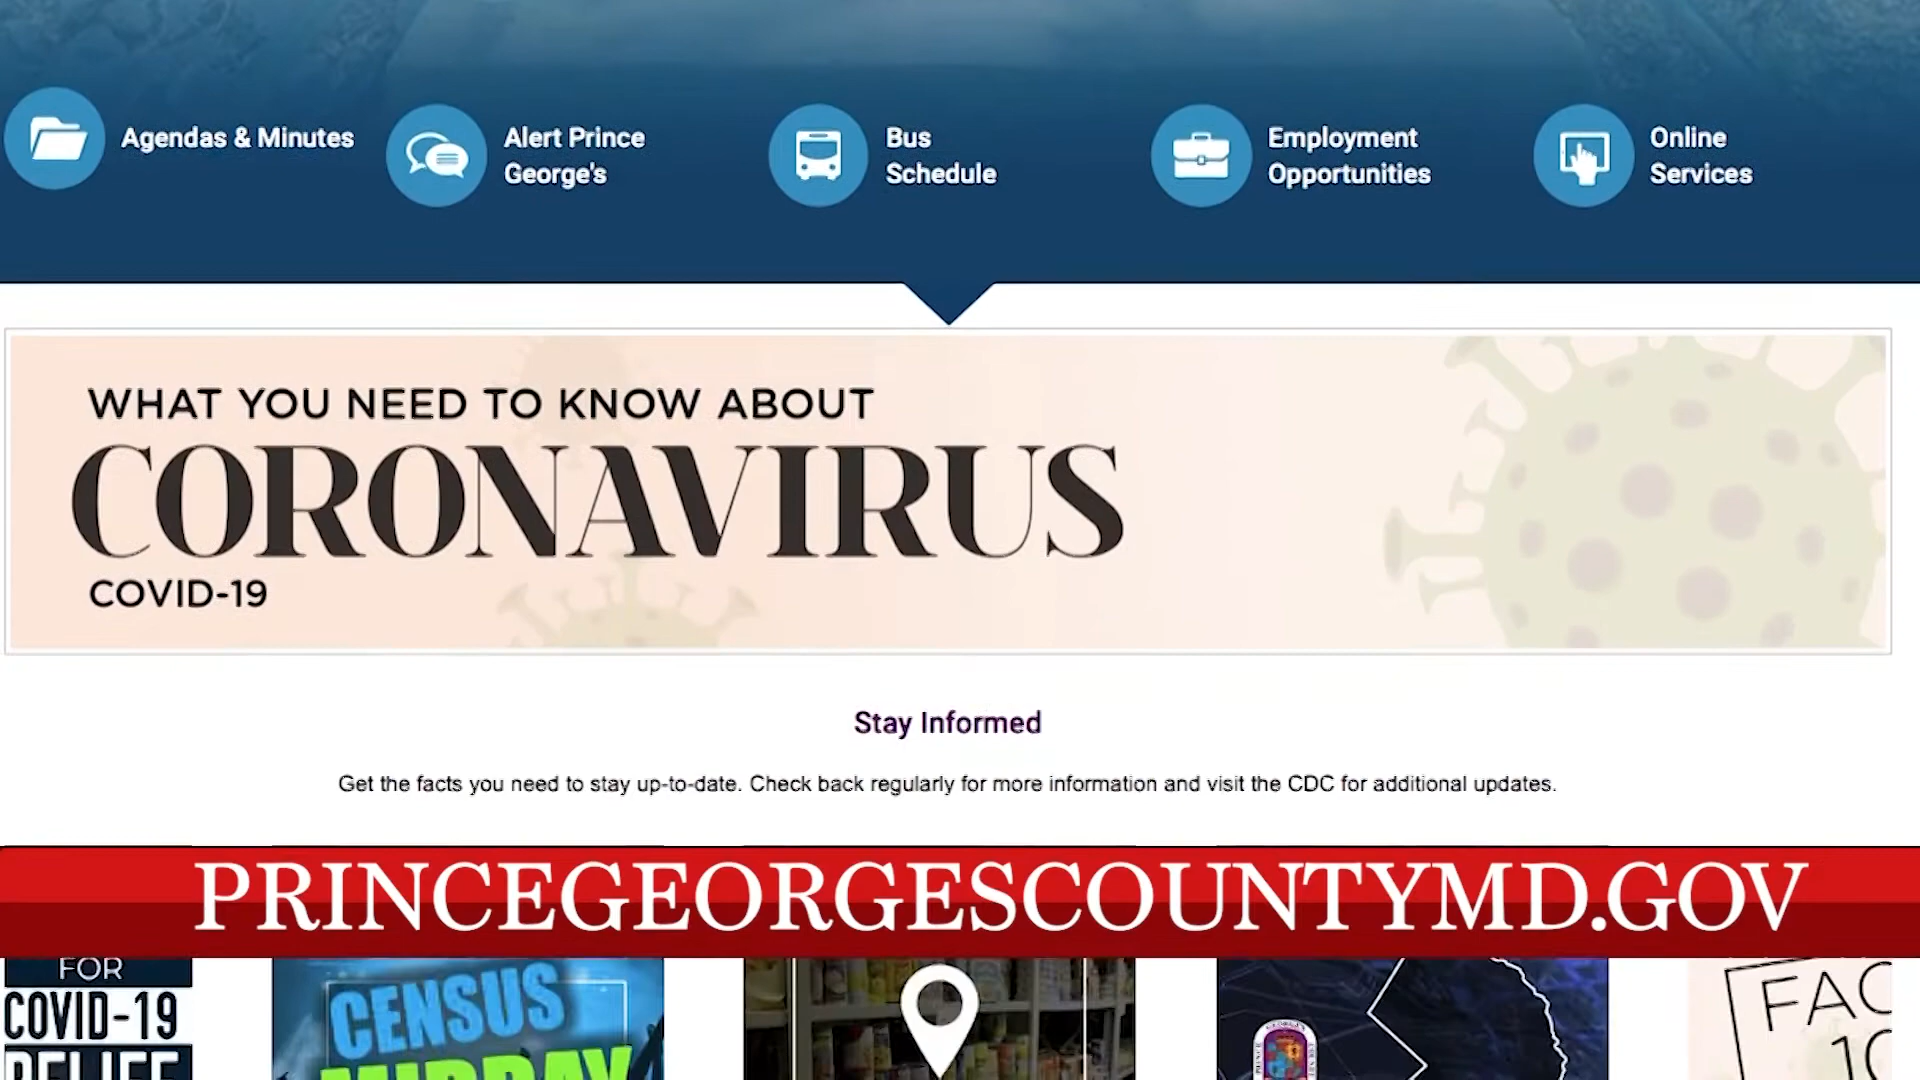 Agendas & Minutes
Alert Prince
George's
Bus
Schedule
Employment
Opportunities
Online
Services
WHAT YOU NEED TO KNOW ABOUT
CORONAVIRUS
COVID-19
Stay Informed
Get the facts you need to stay up-to-date. Check back regularly for more information and visit the CDC for additional updates.
PRINCEGEORGESCOUNTYMD.GOV
FOR
COVID-19
RELIEF
CENSUS
MIDDAY